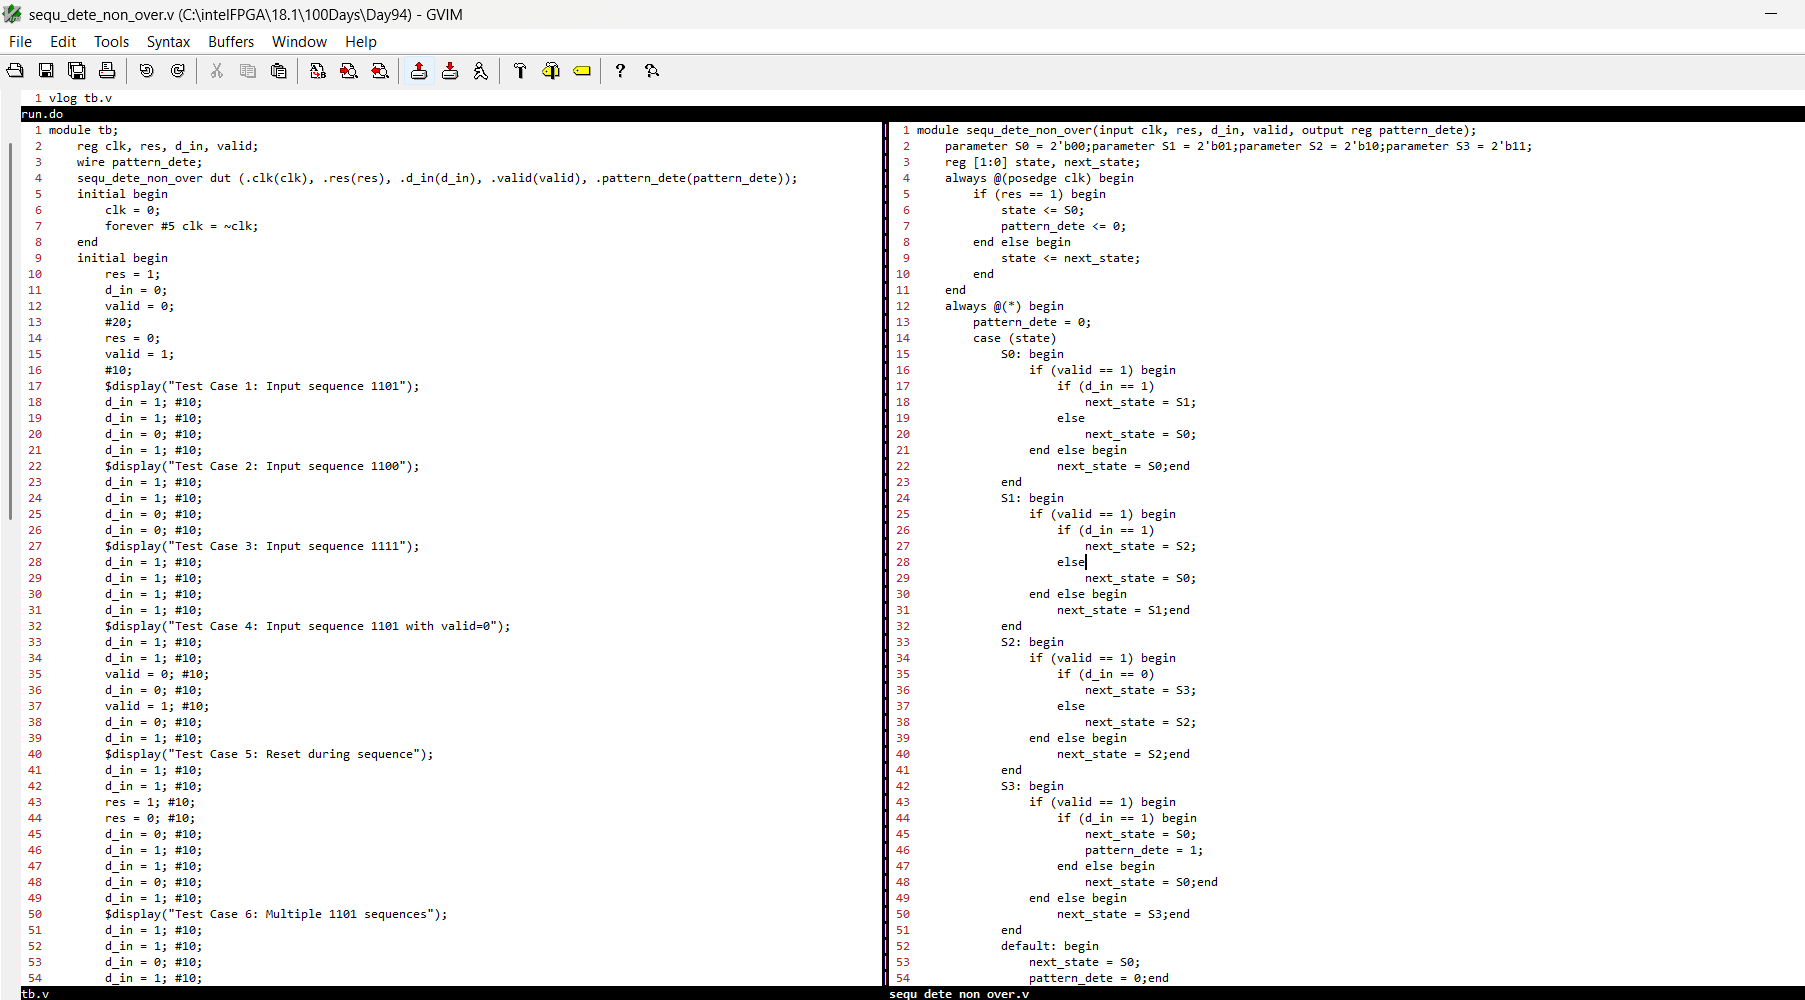 sequ_dete_non_over.v (C:\intelFPGA\18.1\100Days\Day94) - GVIM
File Edit Tools Syntax Buffers Window Help
1 vlog tb.v
run.do
1 module tb;
2     reg clk, res, d_in, valid;
3     wire pattern_dete;
4     sequ_dete_non_over dut (.clk(clk), .res(res), .d_in(d_in), .valid(valid), .pattern_dete(pattern_dete));
5     initial begin
6         clk = 0;
7         forever #5 clk = ~clk;
8     end
9     initial begin
10         res = 1;
11         d_in = 0;
12         valid = 0;
13         #20;
14         res = 0;
15         valid = 1;
16         #10;
17         $display("Test Case 1: Input sequence 1101");
18         d_in = 1; #10;
19         d_in = 1; #10;
20         d_in = 0; #10;
21         d_in = 1; #10;
22         $display("Test Case 2: Input sequence 1100");
23         d_in = 1; #10;
24         d_in = 1; #10;
25         d_in = 0; #10;
26         d_in = 0; #10;
27         $display("Test Case 3: Input sequence 1111");
28         d_in = 1; #10;
29         d_in = 1; #10;
30         d_in = 1; #10;
31         d_in = 1; #10;
32         $display("Test Case 4: Input sequence 1101 with valid=0");
33         d_in = 1; #10;
34         d_in = 1; #10;
35         valid = 0; #10;
36         d_in = 0; #10;
37         valid = 1; #10;
38         d_in = 0; #10;
39         d_in = 1; #10;
40         $display("Test Case 5: Reset during sequence");
41         d_in = 1; #10;
42         d_in = 1; #10;
43         res = 1; #10;
44         res = 0; #10;
45         d_in = 0; #10;
46         d_in = 1; #10;
47         d_in = 1; #10;
48         d_in = 0; #10;
49         d_in = 1; #10;
50         $display("Test Case 6: Multiple 1101 sequences");
51         d_in = 1; #10;
52         d_in = 1; #10;
53         d_in = 0; #10;
54         d_in = 1; #10;
tb.v
1 module sequ_dete_non_over(input clk, res, d_in, valid, output reg pattern_dete);
2     parameter S0 = 2'b00;parameter S1 = 2'b01;parameter S2 = 2'b10;parameter S3 = 2'b11;
3     reg [1:0] state, next_state;
4     always @(posedge clk) begin
5         if (res == 1) begin
6             state <= S0;
7             pattern_dete <= 0;
8         end else begin
9             state <= next_state;
10         end
11     end
12     always @(*) begin
13         pattern_dete = 0;
14         case (state)
15             S0: begin
16                 if (valid == 1) begin
17                     if (d_in == 1)
18                         next_state = S1;
19                     else
20                         next_state = S0;
21                 end else begin
22                     next_state = S0;end
23             end
24             S1: begin
25                 if (valid == 1) begin
26                     if (d_in == 1)
27                         next_state = S2;
28                     else
29                         next_state = S0;
30                 end else begin
31                     next_state = S1;end
32             end
33             S2: begin
34                 if (valid == 1) begin
35                     if (d_in == 0)
36                         next_state = S3;
37                     else
38                         next_state = S2;
39                 end else begin
40                     next_state = S2;end
41             end
42             S3: begin
43                 if (valid == 1) begin
44                     if (d_in == 1) begin
45                         next_state = S0;
46                         pattern_dete = 1;
47                     end else begin
48                         next_state = S0;end
49                 end else begin
50                     next_state = S3;end
51             end
52             default: begin
53                 next_state = S0;
54                 pattern_dete = 0;end
sequ_dete_non_over.v